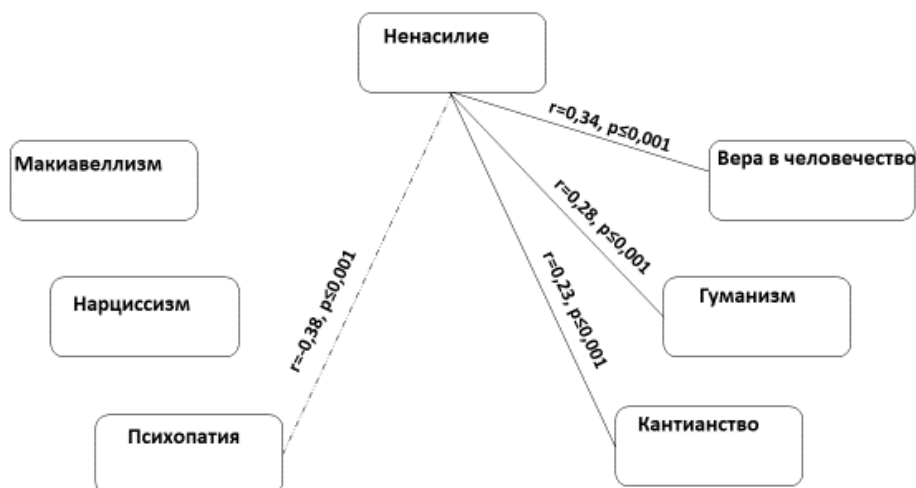 Ненасилие
r=0,34, p≤0,001
Макиавеллизм
Вера в человечество
r=0,28, p≤0,001
r=-0,38, p≤0,001
r=0,23, p≤0,001
Нарциссизм
Гуманизм
Психопатия
Кантианство